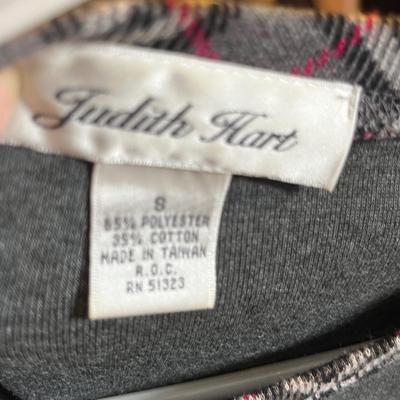 Judith Hart
S
65% POLYESTER
35% COTTON
MADE IN TAIWAN
R.O.C.
RN 51323